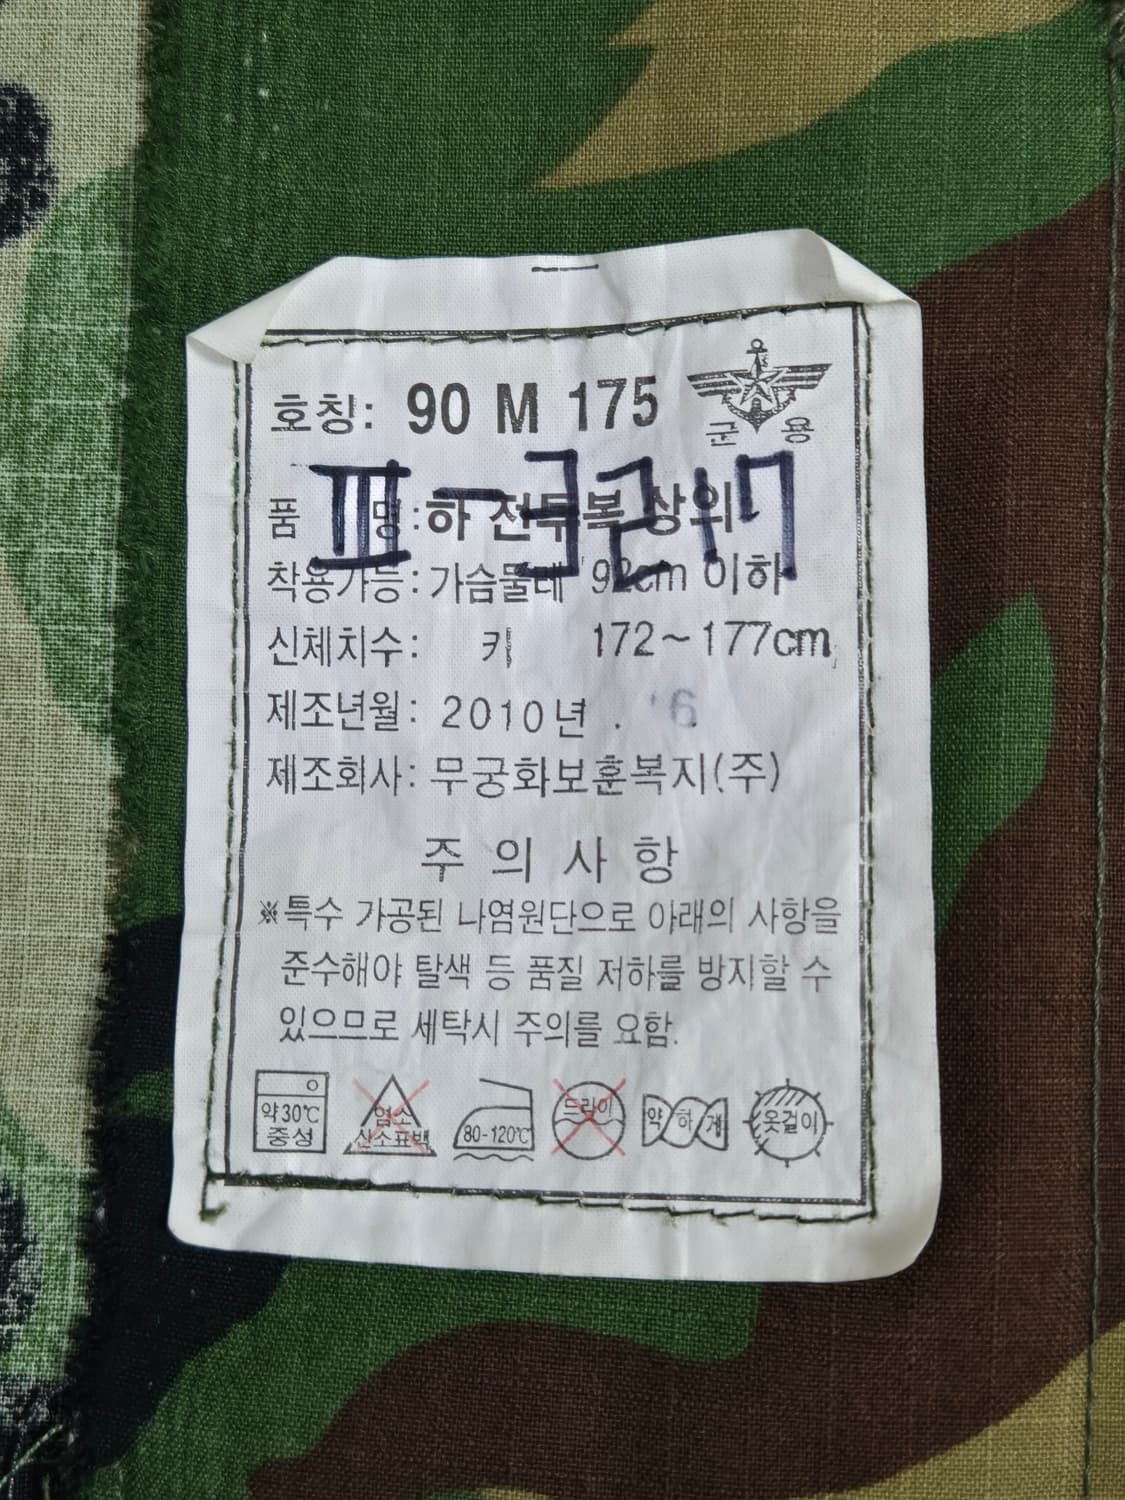 호칭: 90 M 175
군 용
Ⅲ-3217
품 명: 하 전투복 상위
착용가능: 가슴둘레 92cm 이하
신체치수: 키 172~177cm
제조년월: 2010년 . 6
제조회사: 무궁화보훈복지(주)
주 의 사 항
※특수 가공된 나염원단으로 아래의 사항을
준수해야 탈색 등 품질 저하를 방지할 수
있으므로 세탁시 주의를 요함.
약30℃
중성
염소
산소표백
80-120℃
드라이
약 하 게
옷걸이